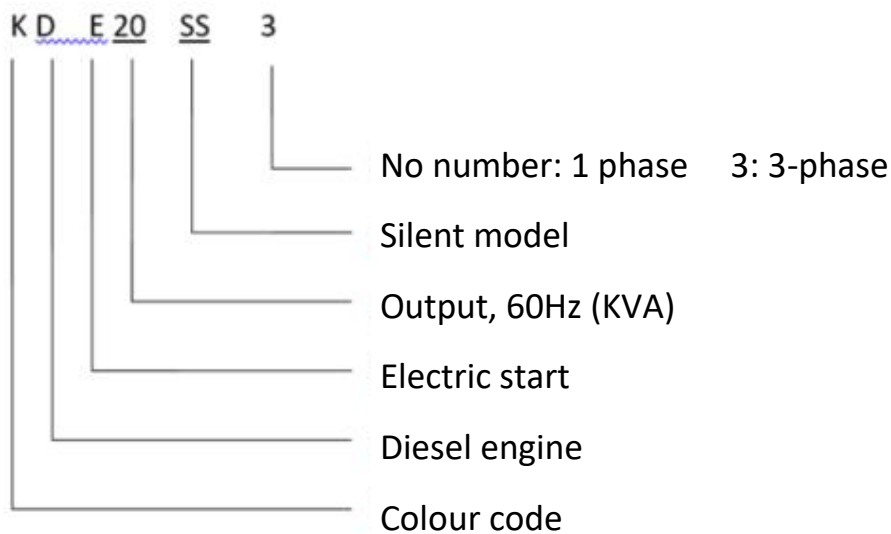 K D E 20 SS 3
No number: 1 phase 3: 3-phase
Silent model
Output, 60Hz (KVA)
Electric start
Diesel engine
Colour code